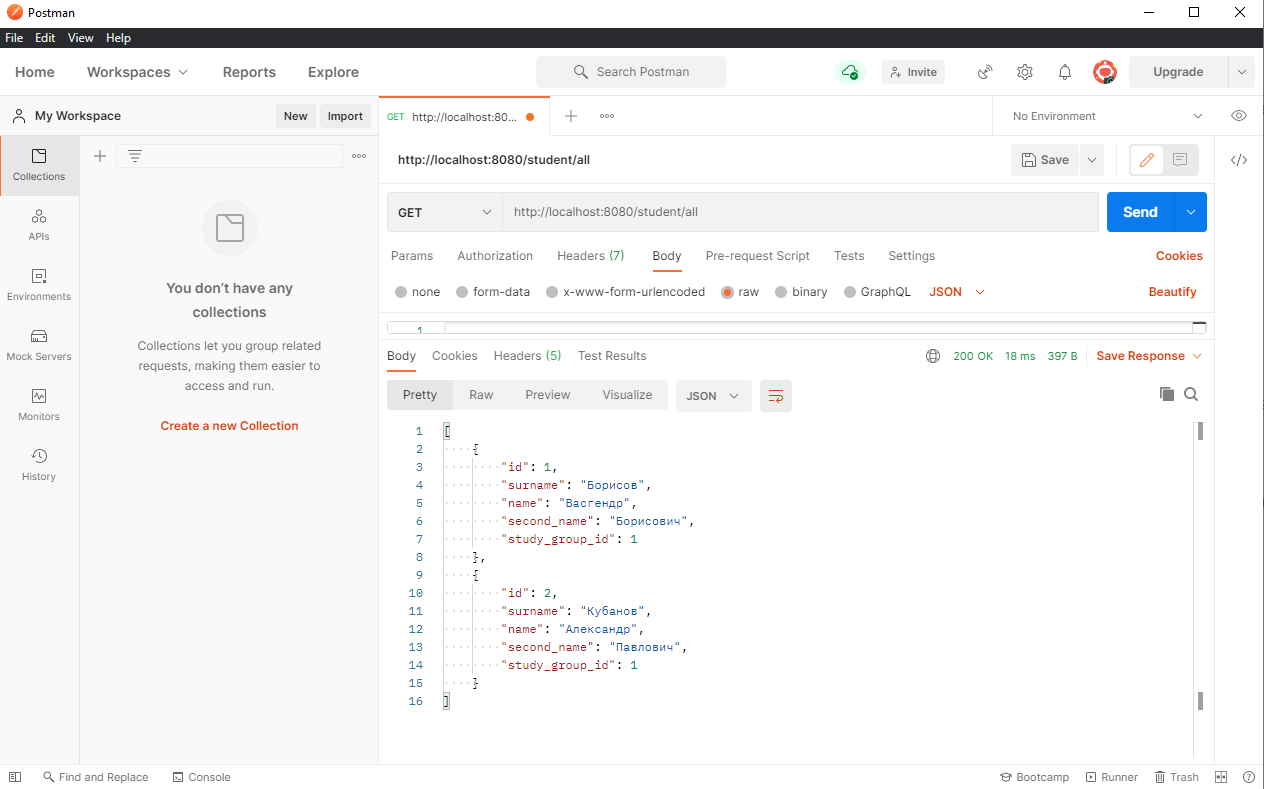 Postman
File Edit View Help
Home Workspaces Reports Explore Search Postman Invite Upgrade
My Workspace New Import GET http://localhost:80... No Environment
Collections
APIs
Environments
Mock Servers
Monitors
History
You don't have any
collections
Collections let you group related
requests, making them easier to
access and run.
Create a new Collection
http://localhost:8080/student/all Save
GET http://localhost:8080/student/all Send
Params Authorization Headers (7) Body Pre-request Script Tests Settings Cookies
none form-data x-www-form-urlencoded raw binary GraphQL JSON Beautify
1
Body Cookies Headers (5) Test Results 200 OK 18 ms 397 B Save Response
Pretty Raw Preview Visualize JSON
1 [
2 {
3 "id": 1,
4 "surname": "Борисов",
5 "name": "Васгендр",
6 "second_name": "Борисович",
7 "study_group_id": 1
8 },
9 {
10 "id": 2,
11 "surname": "Кубанов",
12 "name": "Александр",
13 "second_name": "Павлович",
14 "study_group_id": 1
15 }
16 ]
Find and Replace Console Bootcamp Runner Trash